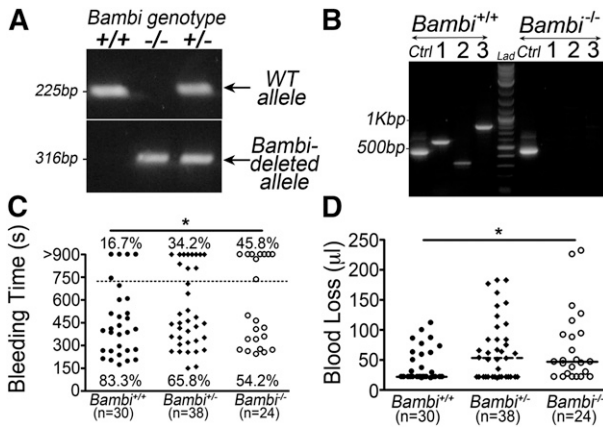 A
Bambi genotype
+/+ -/- +/-
225bp
WT allele
316bp
Bambi-deleted allele
B
Bambi+/+ Bambi-/-
Ctrl 1 2 3 Lad Ctrl 1 2 3
1Kbp
500bp
C
*
Bleeding Time (s)
>900
750
600
450
300
150
0
16.7% 34.2% 45.8%
83.3% 65.8% 54.2%
Bambi+/+ Bambi+/- Bambi-/-
(n=30) (n=38) (n=24)
D
*
Blood Loss (µl)
250
200
150
100
50
0
Bambi+/+ Bambi+/- Bambi-/-
(n=30) (n=38) (n=24)